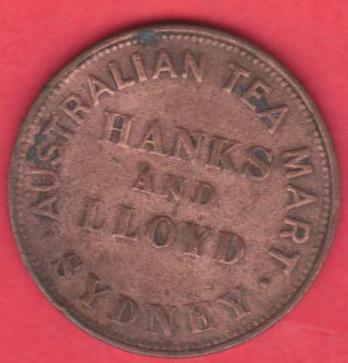 AUSTRALIAN TEA MART
HANKS
AND
LLOYD
SYDNEY